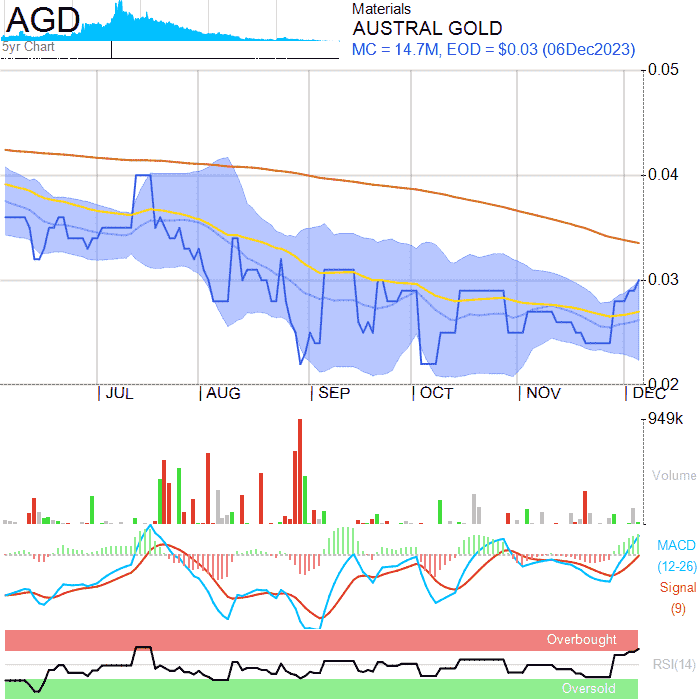 AGD
5yr Chart
Materials
AUSTRAL GOLD
MC = 14.7M, EOD = $0.03 (06Dec2023)
0.05
0.04
0.03
0.02
JUL
AUG
SEP
OCT
NOV
DEC
949k
Volume
MACD
(12-26)
Signal
(9)
Overbought
RSI(14)
Oversold